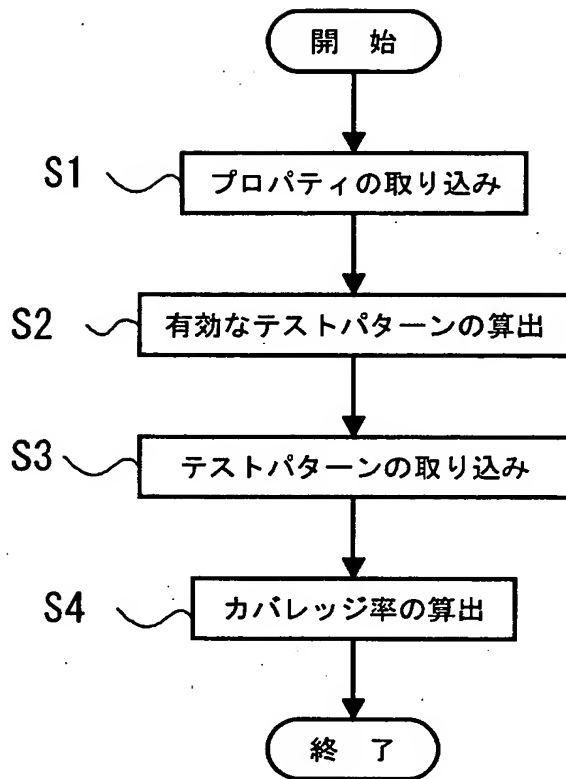 開 始
S1 プロパティの取り込み
S2 有効なテストパターンの算出
S3 テストパターンの取り込み
S4 カバレッジ率の算出
終 了